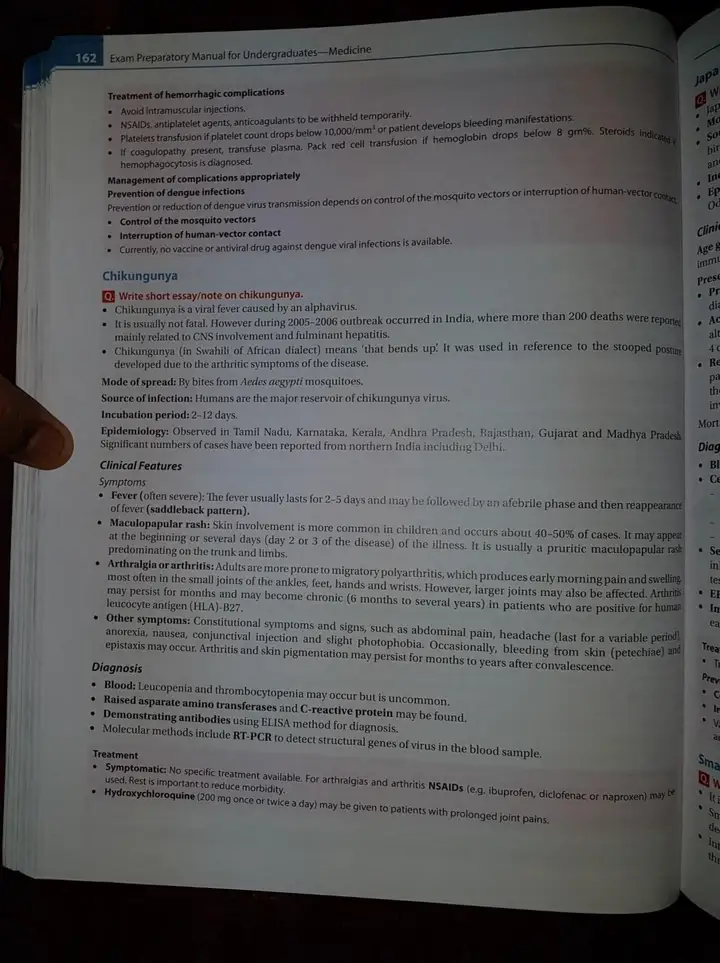 162 Exam Preparatory Manual for Undergraduates—Medicine
Treatment of hemorrhagic complications
• Avoid intramuscular injections.
• NSAIDs, antiplatelet agents, anticoagulants to be withheld temporarily.
• Platelets transfusion if platelet count drops below 10,000/mm³ or patient develops bleeding manifestations.
• If coagulopathy present, transfuse plasma. Pack red cell transfusion if hemoglobin drops below 8 gm%. Steroids indicated
hemophagocytosis is diagnosed.
Management of complications appropriately
Prevention of dengue infections
Prevention or reduction of dengue virus transmission depends on control of the mosquito vectors or interruption of human-vector contact.
• Control of the mosquito vectors
• Interruption of human-vector contact
• Currently, no vaccine or antiviral drug against dengue viral infections is available.
Chikungunya
Q. Write short essay/note on chikungunya.
• Chikungunya is a viral fever caused by an alphavirus.
• It is usually not fatal. However during 2005–2006 outbreak occurred in India, where more than 200 deaths were reported
mainly related to CNS involvement and fulminant hepatitis.
• Chikungunya (in Swahili of African dialect) means 'that bends up'. It was used in reference to the stooped posture
developed due to the arthritic symptoms of the disease.
Mode of spread: By bites from Aedes aegypti mosquitoes.
Source of infection: Humans are the major reservoir of chikungunya virus.
Incubation period: 2–12 days.
Epidemiology: Observed in Tamil Nadu, Karnataka, Kerala, Andhra Pradesh, Rajasthan, Gujarat and Madhya Pradesh.
Significant numbers of cases have been reported from northern India including Delhi.
Clinical Features
Symptoms
• Fever (often severe): The fever usually lasts for 2–5 days and may be followed by an afebrile phase and then reappearance
of fever (saddleback pattern).
• Maculopapular rash: Skin involvement is more common in children and occurs about 40–50% of cases. It may appear
at the beginning or several days (day 2 or 3 of the disease) of the illness. It is usually a pruritic maculopapular rash
predominating on the trunk and limbs.
• Arthralgia or arthritis: Adults are more prone to migratory polyarthritis, which produces early morning pain and swelling,
most often in the small joints of the ankles, feet, hands and wrists. However, larger joints may also be affected. Arthritis
may persist for months and may become chronic (6 months to several years) in patients who are positive for human
leucocyte antigen (HLA)-B27.
• Other symptoms: Constitutional symptoms and signs, such as abdominal pain, headache (last for a variable period),
anorexia, nausea, conjunctival injection and slight photophobia. Occasionally, bleeding from skin (petechiae) and
epistaxis may occur. Arthritis and skin pigmentation may persist for months to years after convalescence.
Diagnosis
• Blood: Leucopenia and thrombocytopenia may occur but is uncommon.
• Raised asparate amino transferases and C-reactive protein may be found.
• Demonstrating antibodies using ELISA method for diagnosis.
• Molecular methods include RT-PCR to detect structural genes of virus in the blood sample.
Treatment
• Symptomatic: No specific treatment available. For arthralgias and arthritis NSAIDs (e.g. ibuprofen, diclofenac or naproxen) may be
used. Rest is important to reduce morbidity.
• Hydroxychloroquine (200 mg once or twice a day) may be given to patients with prolonged joint pains.